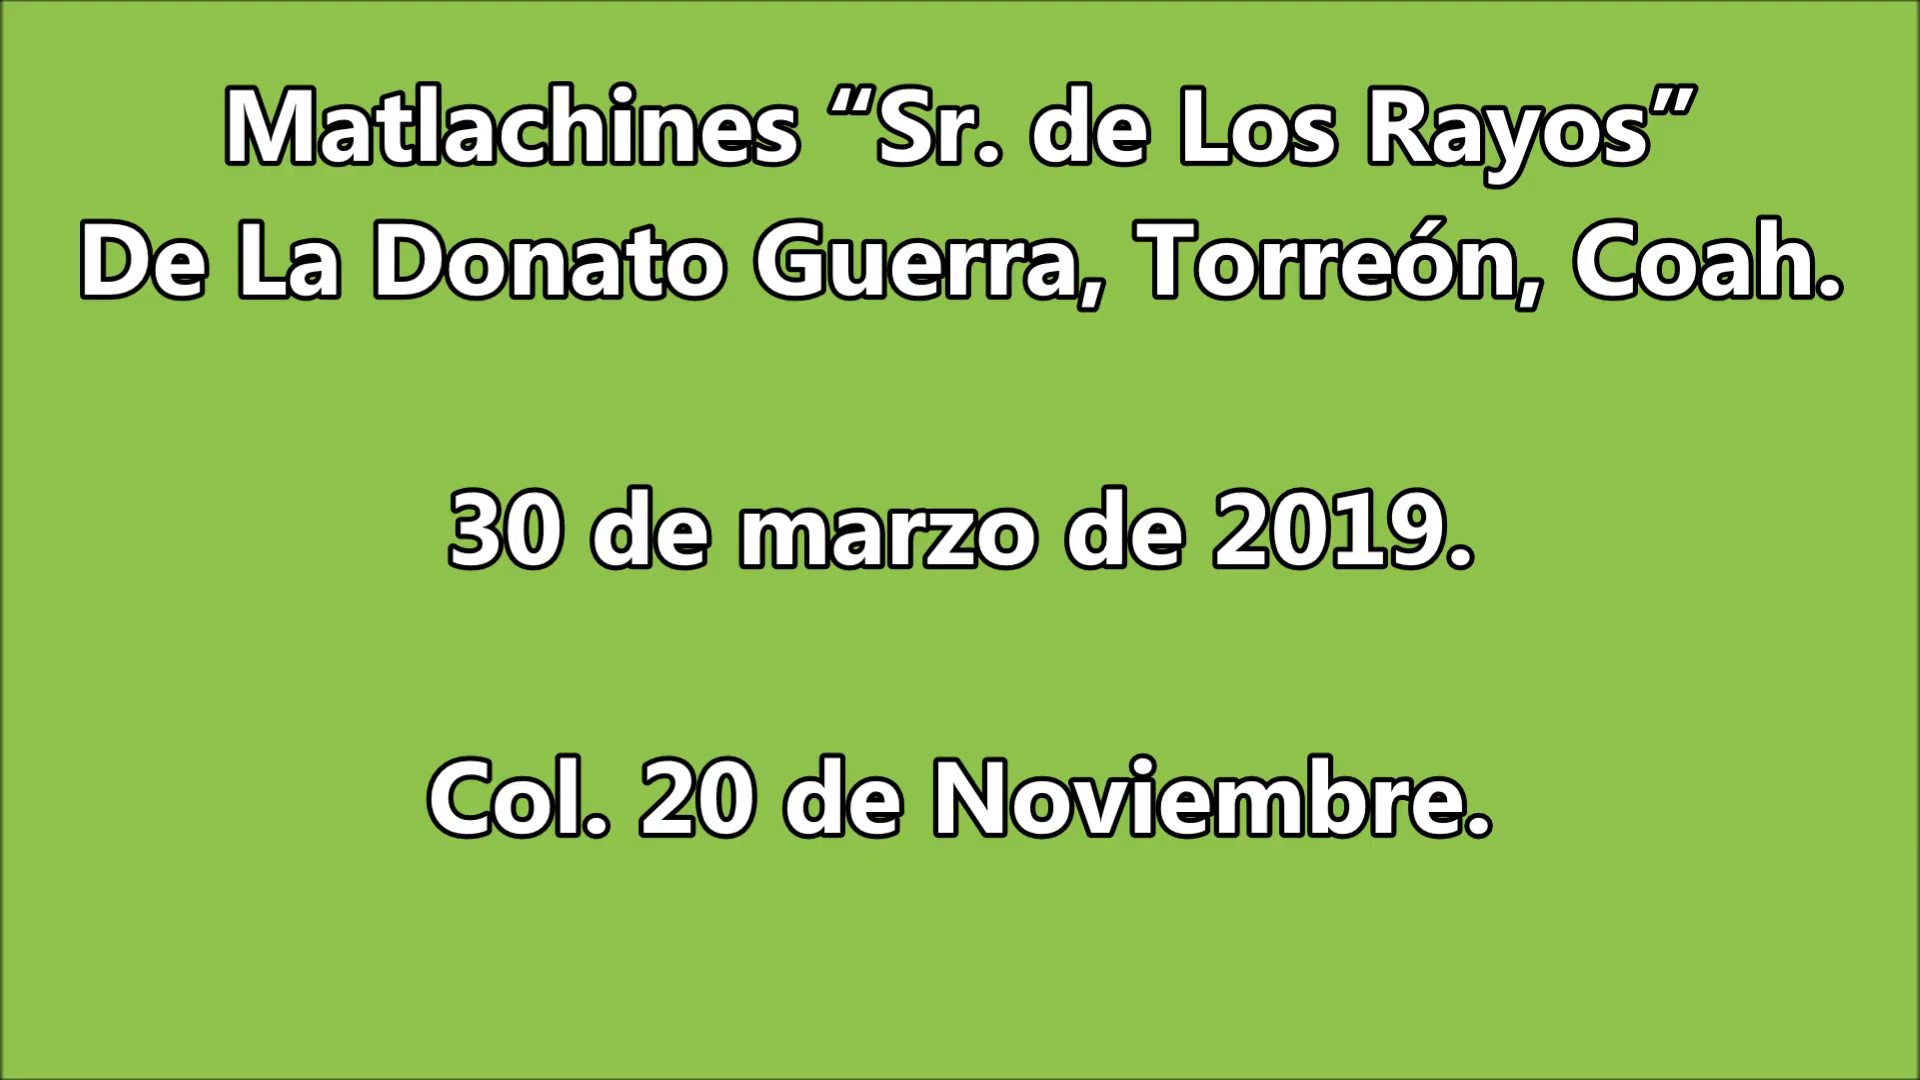 Matlachines “Sr. de Los Rayos”
De La Donato Guerra, Torreón, Coah.
30 de marzo de 2019.
Col. 20 de Noviembre.